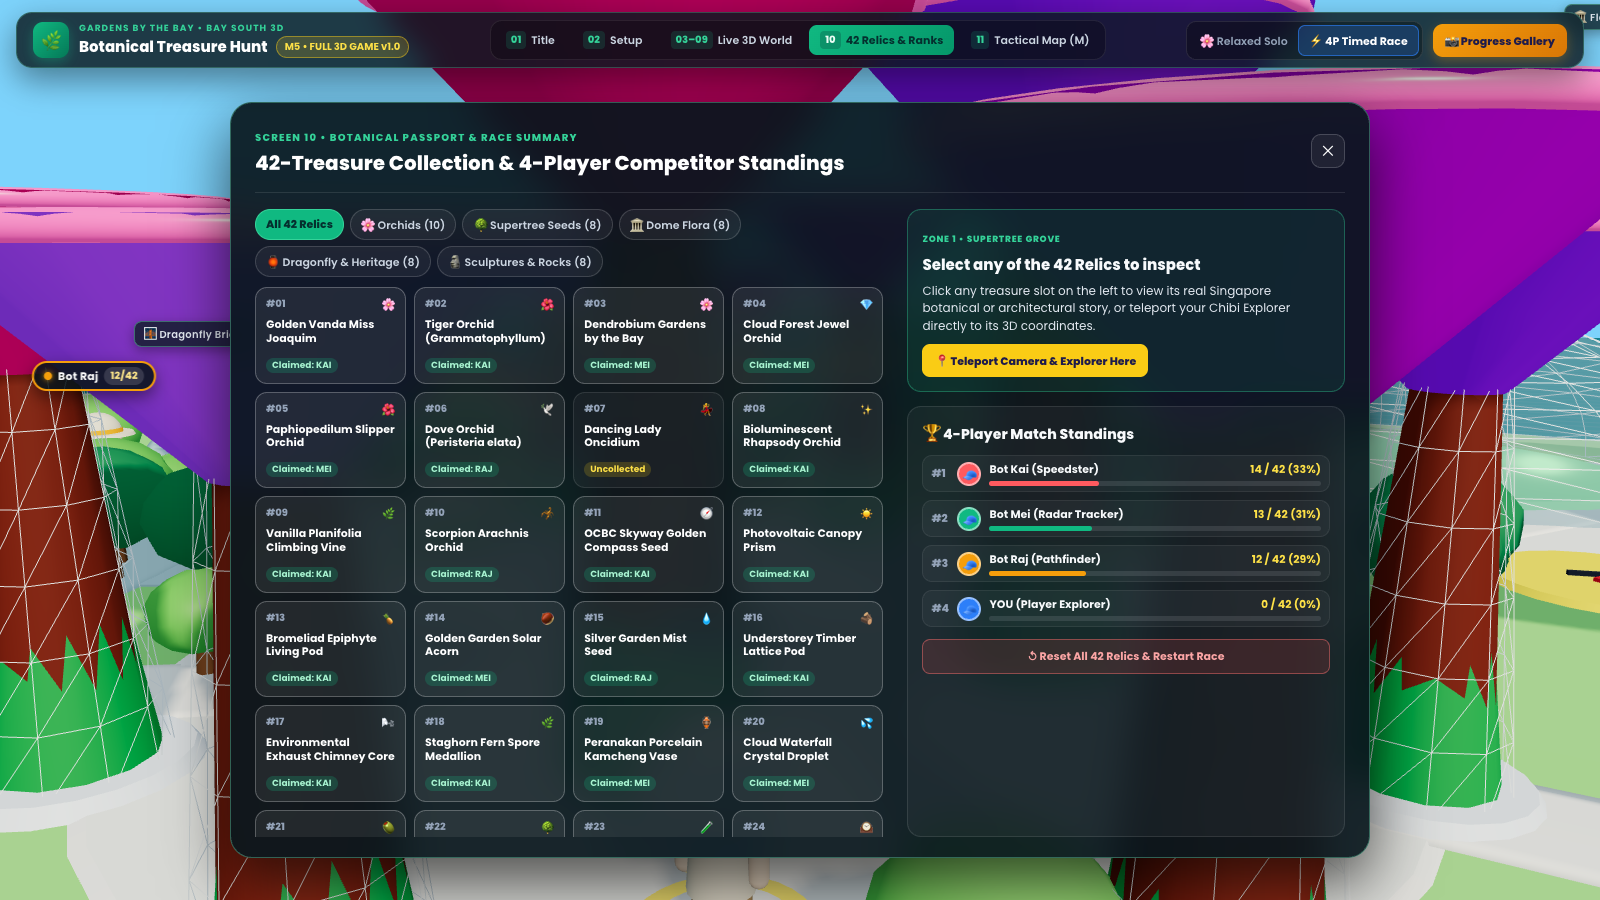 GARDENS BY THE BAY • BAY SOUTH 3D
Botanical Treasure Hunt
M5 • FULL 3D GAME v1.0
01 Title
02 Setup
03–09 Live 3D World
10 42 Relics & Ranks
11 Tactical Map (M)
Relaxed Solo
4P Timed Race
Progress Gallery
SCREEN 10 • BOTANICAL PASSPORT & RACE SUMMARY
42-Treasure Collection & 4-Player Competitor Standings
All 42 Relics
Orchids (10)
Supertree Seeds (8)
Dome Flora (8)
Dragonfly & Heritage (8)
Sculptures & Rocks (8)
#01
Golden Vanda Miss
Joaquim
Claimed: KAI
#02
Tiger Orchid
(Grammatophyllum)
Claimed: KAI
#03
Dendrobium Gardens
by the Bay
Claimed: MEI
#04
Cloud Forest Jewel
Orchid
Claimed: MEI
#05
Paphiopedilum Slipper
Orchid
Claimed: MEI
#06
Dove Orchid
(Peristeria elata)
Claimed: RAJ
#07
Dancing Lady
Oncidium
Uncollected
#08
Bioluminescent
Rhapsody Orchid
Claimed: KAI
#09
Vanilla Planifolia
Climbing Vine
Claimed: KAI
#10
Scorpion Arachnis
Orchid
Claimed: RAJ
#11
OCBC Skyway Golden
Compass Seed
Claimed: KAI
#12
Photovoltaic Canopy
Prism
Claimed: KAI
#13
Bromeliad Epiphyte
Living Pod
Claimed: KAI
#14
Golden Garden Solar
Acorn
Claimed: MEI
#15
Silver Garden Mist
Seed
Claimed: RAJ
#16
Understorey Timber
Lattice Pod
Claimed: KAI
#17
Environmental
Exhaust Chimney Core
Claimed: KAI
#18
Staghorn Fern Spore
Medallion
Claimed: KAI
#19
Peranakan Porcelain
Kamcheng Vase
Claimed: MEI
#20
Cloud Waterfall
Crystal Droplet
Claimed: MEI
#21
#22
#23
#24
ZONE 1 • SUPERTREE GROVE
Select any of the 42 Relics to inspect
Click any treasure slot on the left to view its real Singapore
botanical or architectural story, or teleport your Chibi Explorer
directly to its 3D coordinates.
Teleport Camera & Explorer Here
4-Player Match Standings
#1 Bot Kai (Speedster) 14 / 42 (33%)
#2 Bot Mei (Radar Tracker) 13 / 42 (31%)
#3 Bot Raj (Pathfinder) 12 / 42 (29%)
#4 YOU (Player Explorer) 0 / 42 (0%)
↺ Reset All 42 Relics & Restart Race
Dragonfly Bri
Bot Raj 12/42